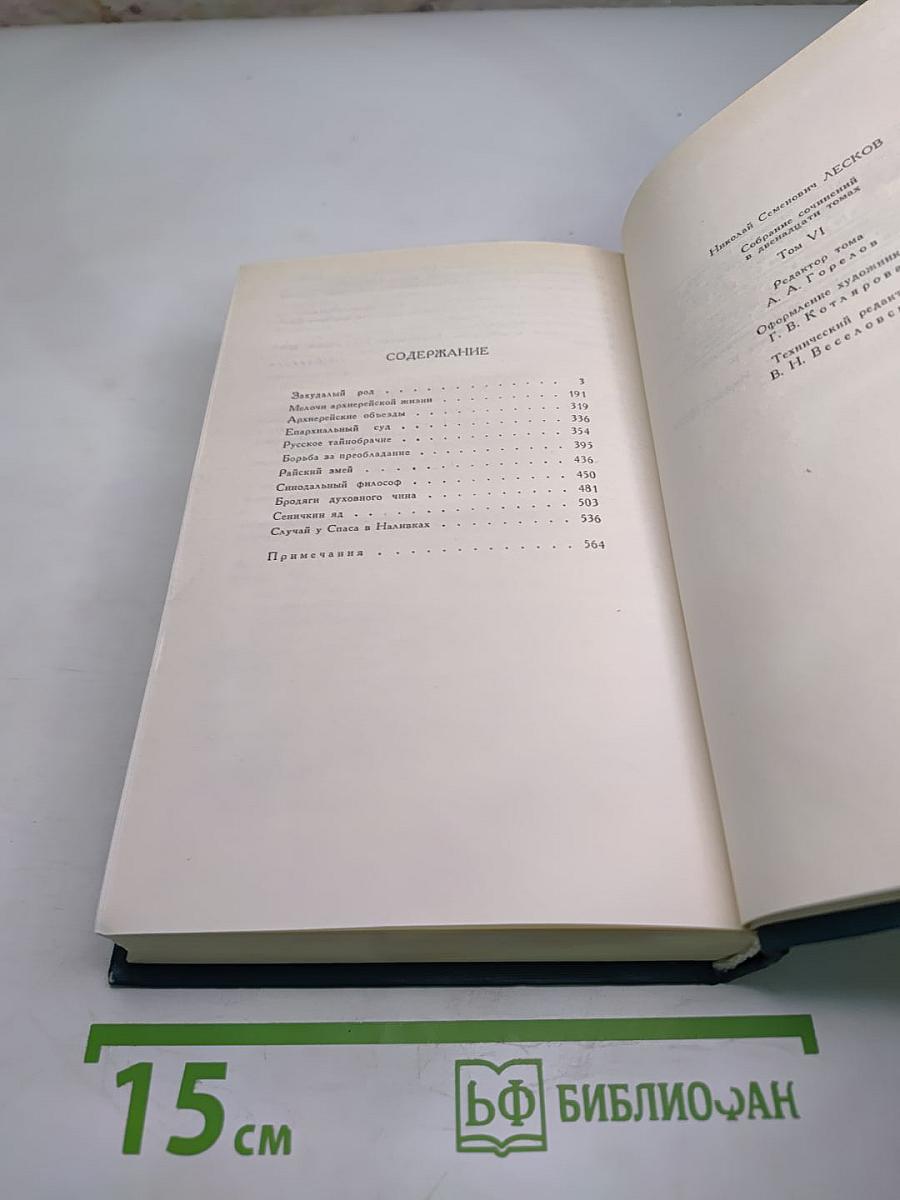 СОДЕРЖАНИЕ
Захудалый род . . . . . . . . . . . . . 3
Мелочи архиерейской жизни . . . . . . . . . 191
Архиерейские объезды . . . . . . . . . . . 319
Епархиальный суд . . . . . . . . . . . . 336
Русское тайнобрачие . . . . . . . . . . . 354
Борьба за преобладание . . . . . . . . . . 395
Райский змей . . . . . . . . . . . . . 436
Синодальный философ . . . . . . . . . . . 450
Бродяги духовного чина . . . . . . . . . . 481
Сеничкин яд . . . . . . . . . . . . . . 503
Случай у Спаса в Наливках . . . . . . . . . 536
Примечания . . . . . . . . . . . . . 564
Николай Семенович ЛЕСКОВ
Собрание сочинений
в двенадцати томах
Том VI
Редактор тома
А. А. Горелов
Оформление художник
Г. В. Котлярова
Технический редакт
В. Н. Веселовс
15 см
БФ БИБЛИОФАН